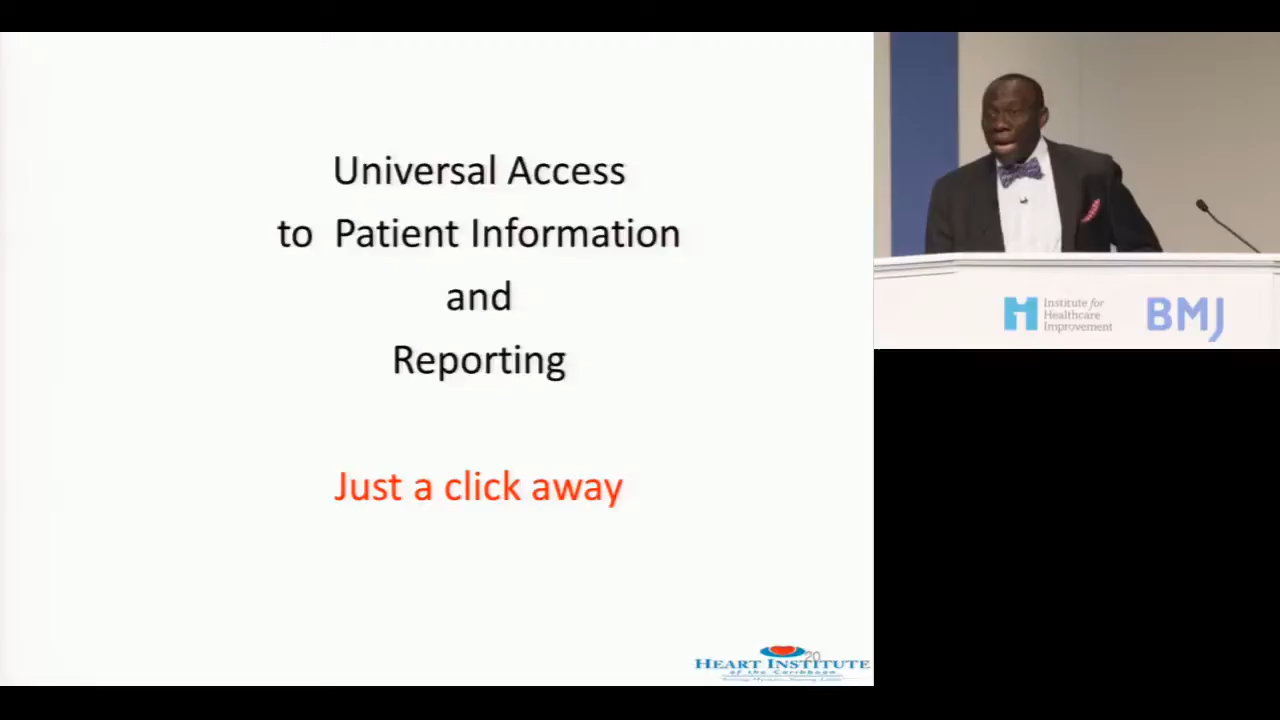 Universal Access
to Patient Information
and
Reporting
Just a click away
20
HEART INSTITUTE
of the Caribbean
Institute for
Healthcare
Improvement
BMJ